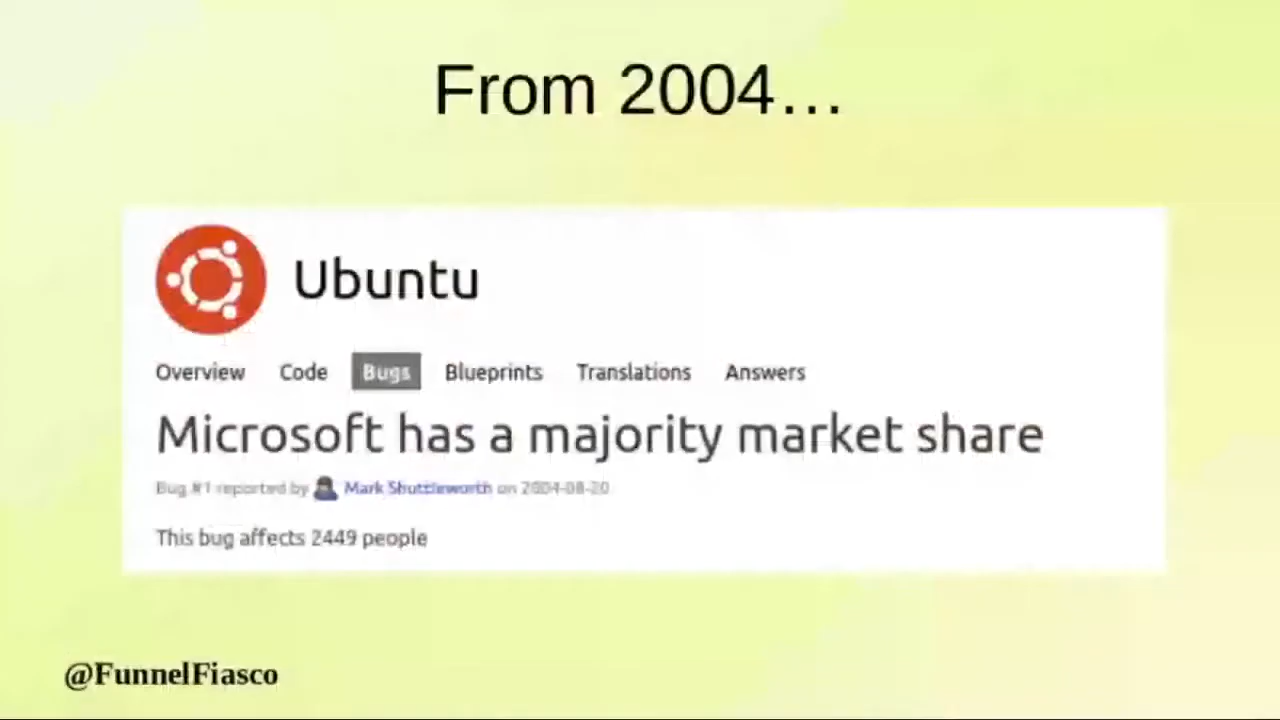 From 2004…
Ubuntu
Overview Code Bugs Blueprints Translations Answers
Microsoft has a majority market share
Bug #1 reported by Mark Shuttleworth on 2004-08-20
This bug affects 2449 people
@FunnelFiasco